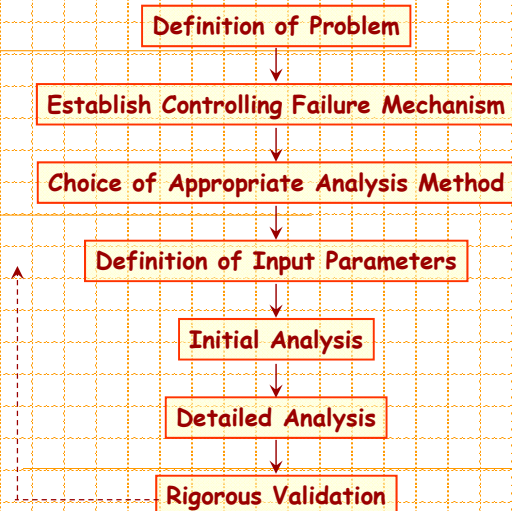 Definition of Problem
Establish Controlling Failure Mechanism
Choice of Appropriate Analysis Method
Definition of Input Parameters
Initial Analysis
Detailed Analysis
Rigorous Validation